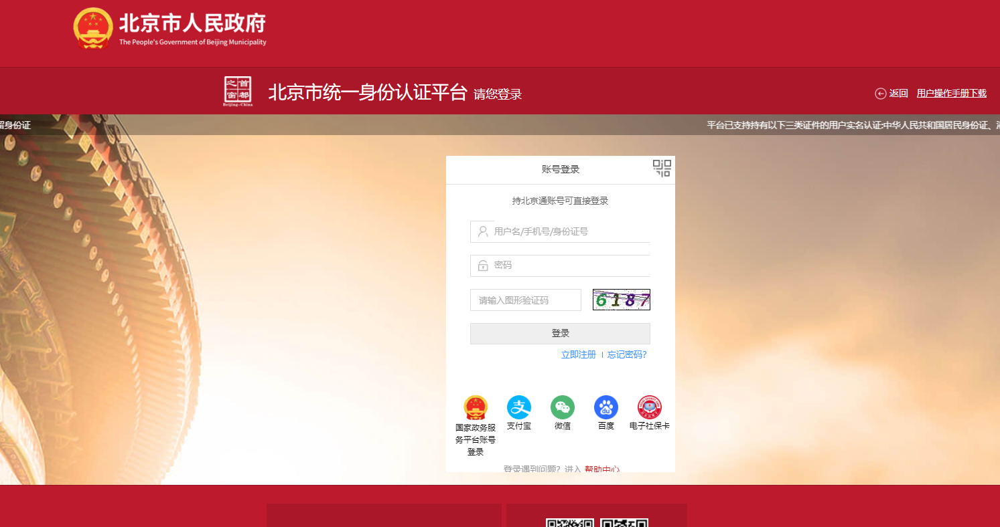 北京市人民政府
The People's Government of Beijing Municipality
首都之窗
Beijing-China
北京市统一身份认证平台 请您登录
返回 用户操作手册下载
留身份证
平台已支持持有以下三类证件的用户实名认证:中华人民共和国居民身份证、港
账号登录
持北京通账号可直接登录
用户名/手机号/身份证号
密码
请输入图形验证码 6187
登录
立即注册 | 忘记密码?
国家政务服务平台账号登录
支付宝
微信
百度
du
电子社保卡
登录遇到问题? 进入 帮助中心